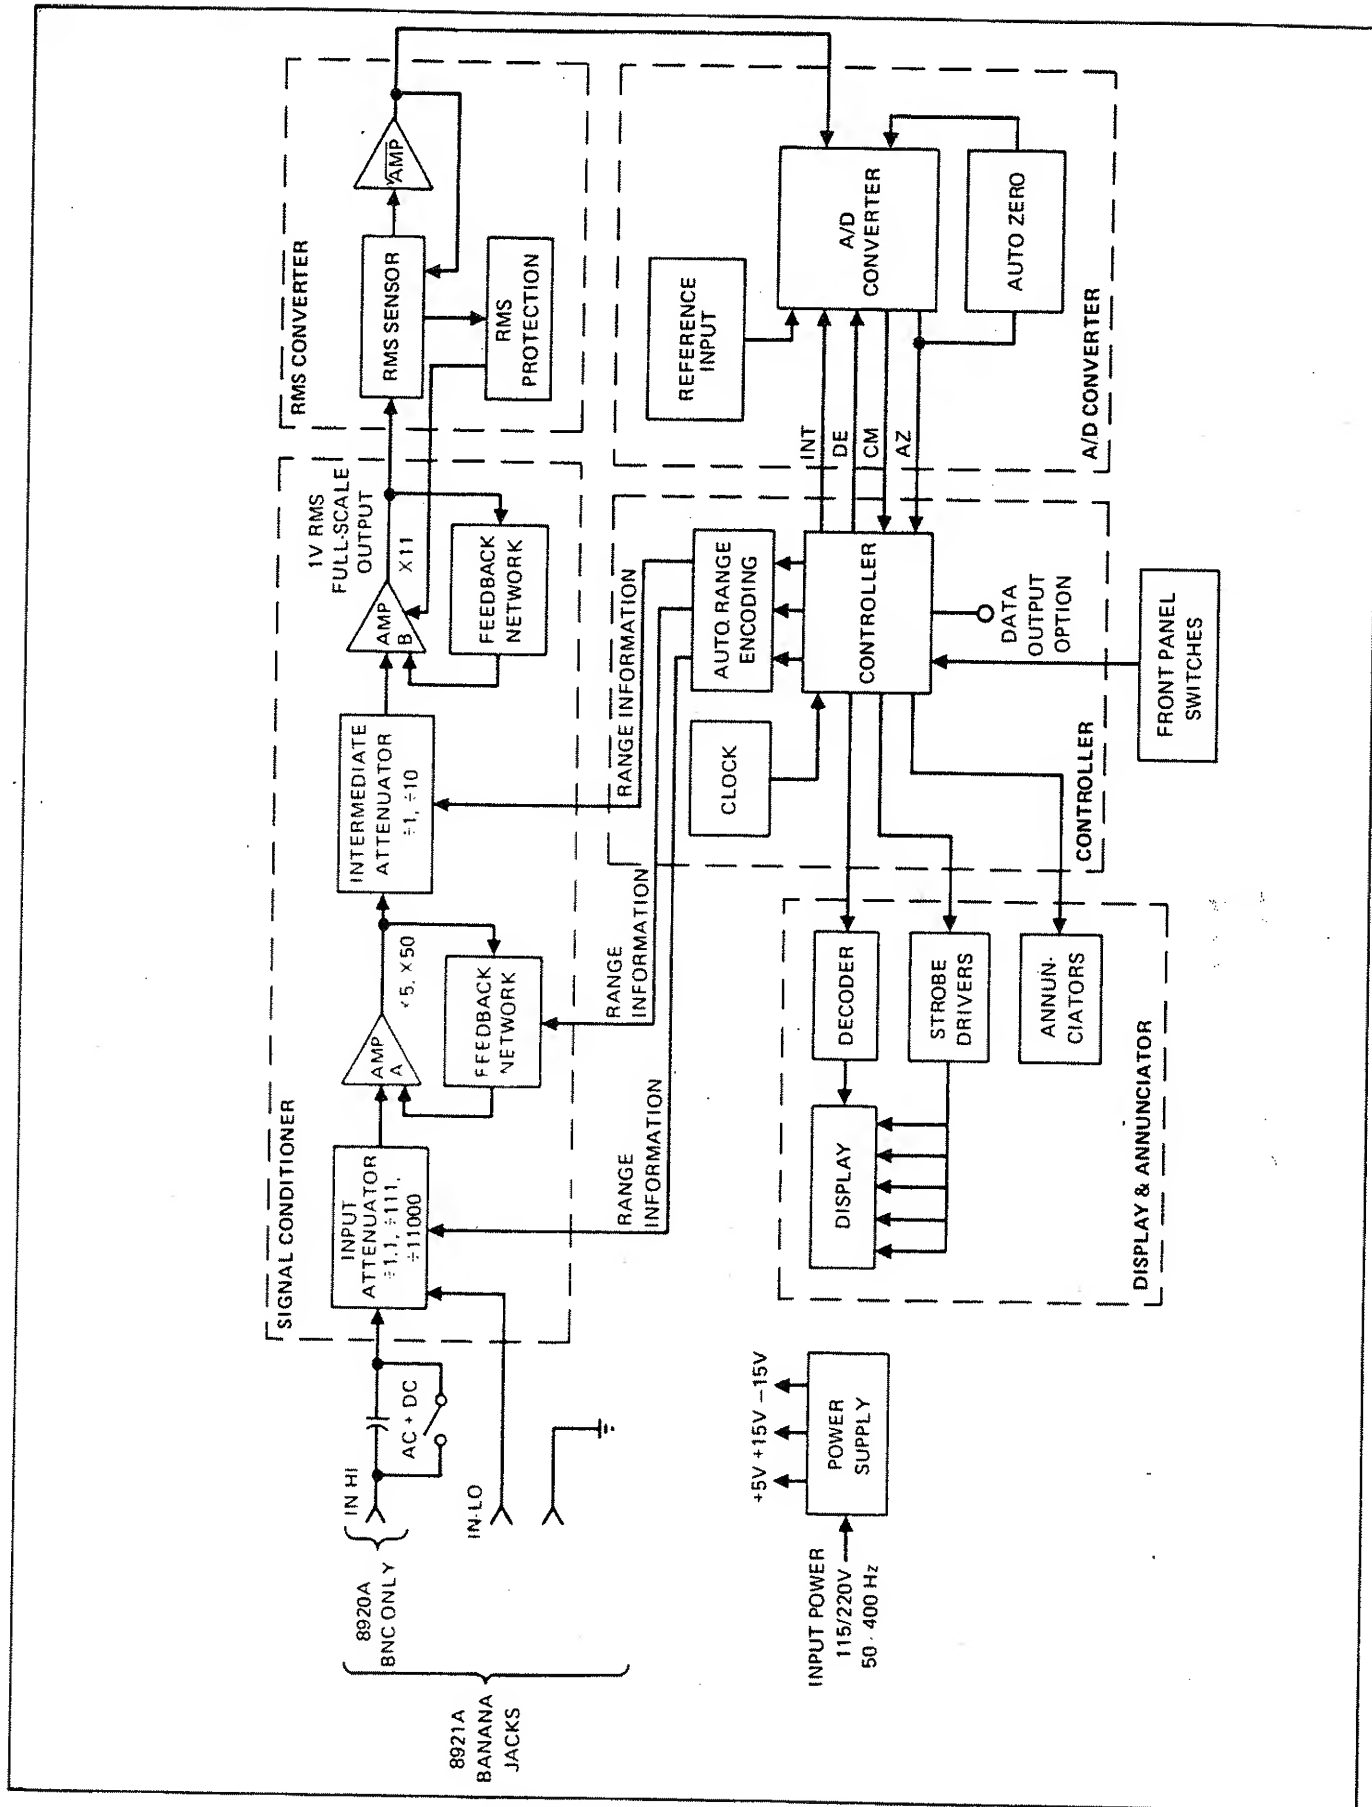 8921A
BANANA
JACKS
8920A
BNC ONLY
IN HI
AC + DC
IN-LO
SIGNAL CONDITIONER
INPUT
ATTENUATOR
÷1.1, ÷111,
÷11000
AMP
A
×5, ×50
FEEDBACK
NETWORK
INTERMEDIATE
ATTENUATOR
÷1, ÷10
AMP
B
1V RMS
FULL-SCALE
OUTPUT
X11
FEEDBACK
NETWORK
RMS CONVERTER
RMS SENSOR
AMP
RMS
PROTECTION
RANGE
INFORMATION
RANGE
INFORMATION
RANGE INFORMATION
INPUT POWER
115/220V
50 - 400 Hz
+5V +15V −15V
POWER
SUPPLY
DISPLAY
DECODER
STROBE
DRIVERS
ANNUN-
CIATORS
DISPLAY & ANNUNCIATOR
CLOCK
AUTO. RANGE
ENCODING
CONTROLLER
DATA
OUTPUT
OPTION
CONTROLLER
FRONT PANEL
SWITCHES
INT
DE
CM
AZ
REFERENCE
INPUT
A/D
CONVERTER
AUTO ZERO
A/D CONVERTER